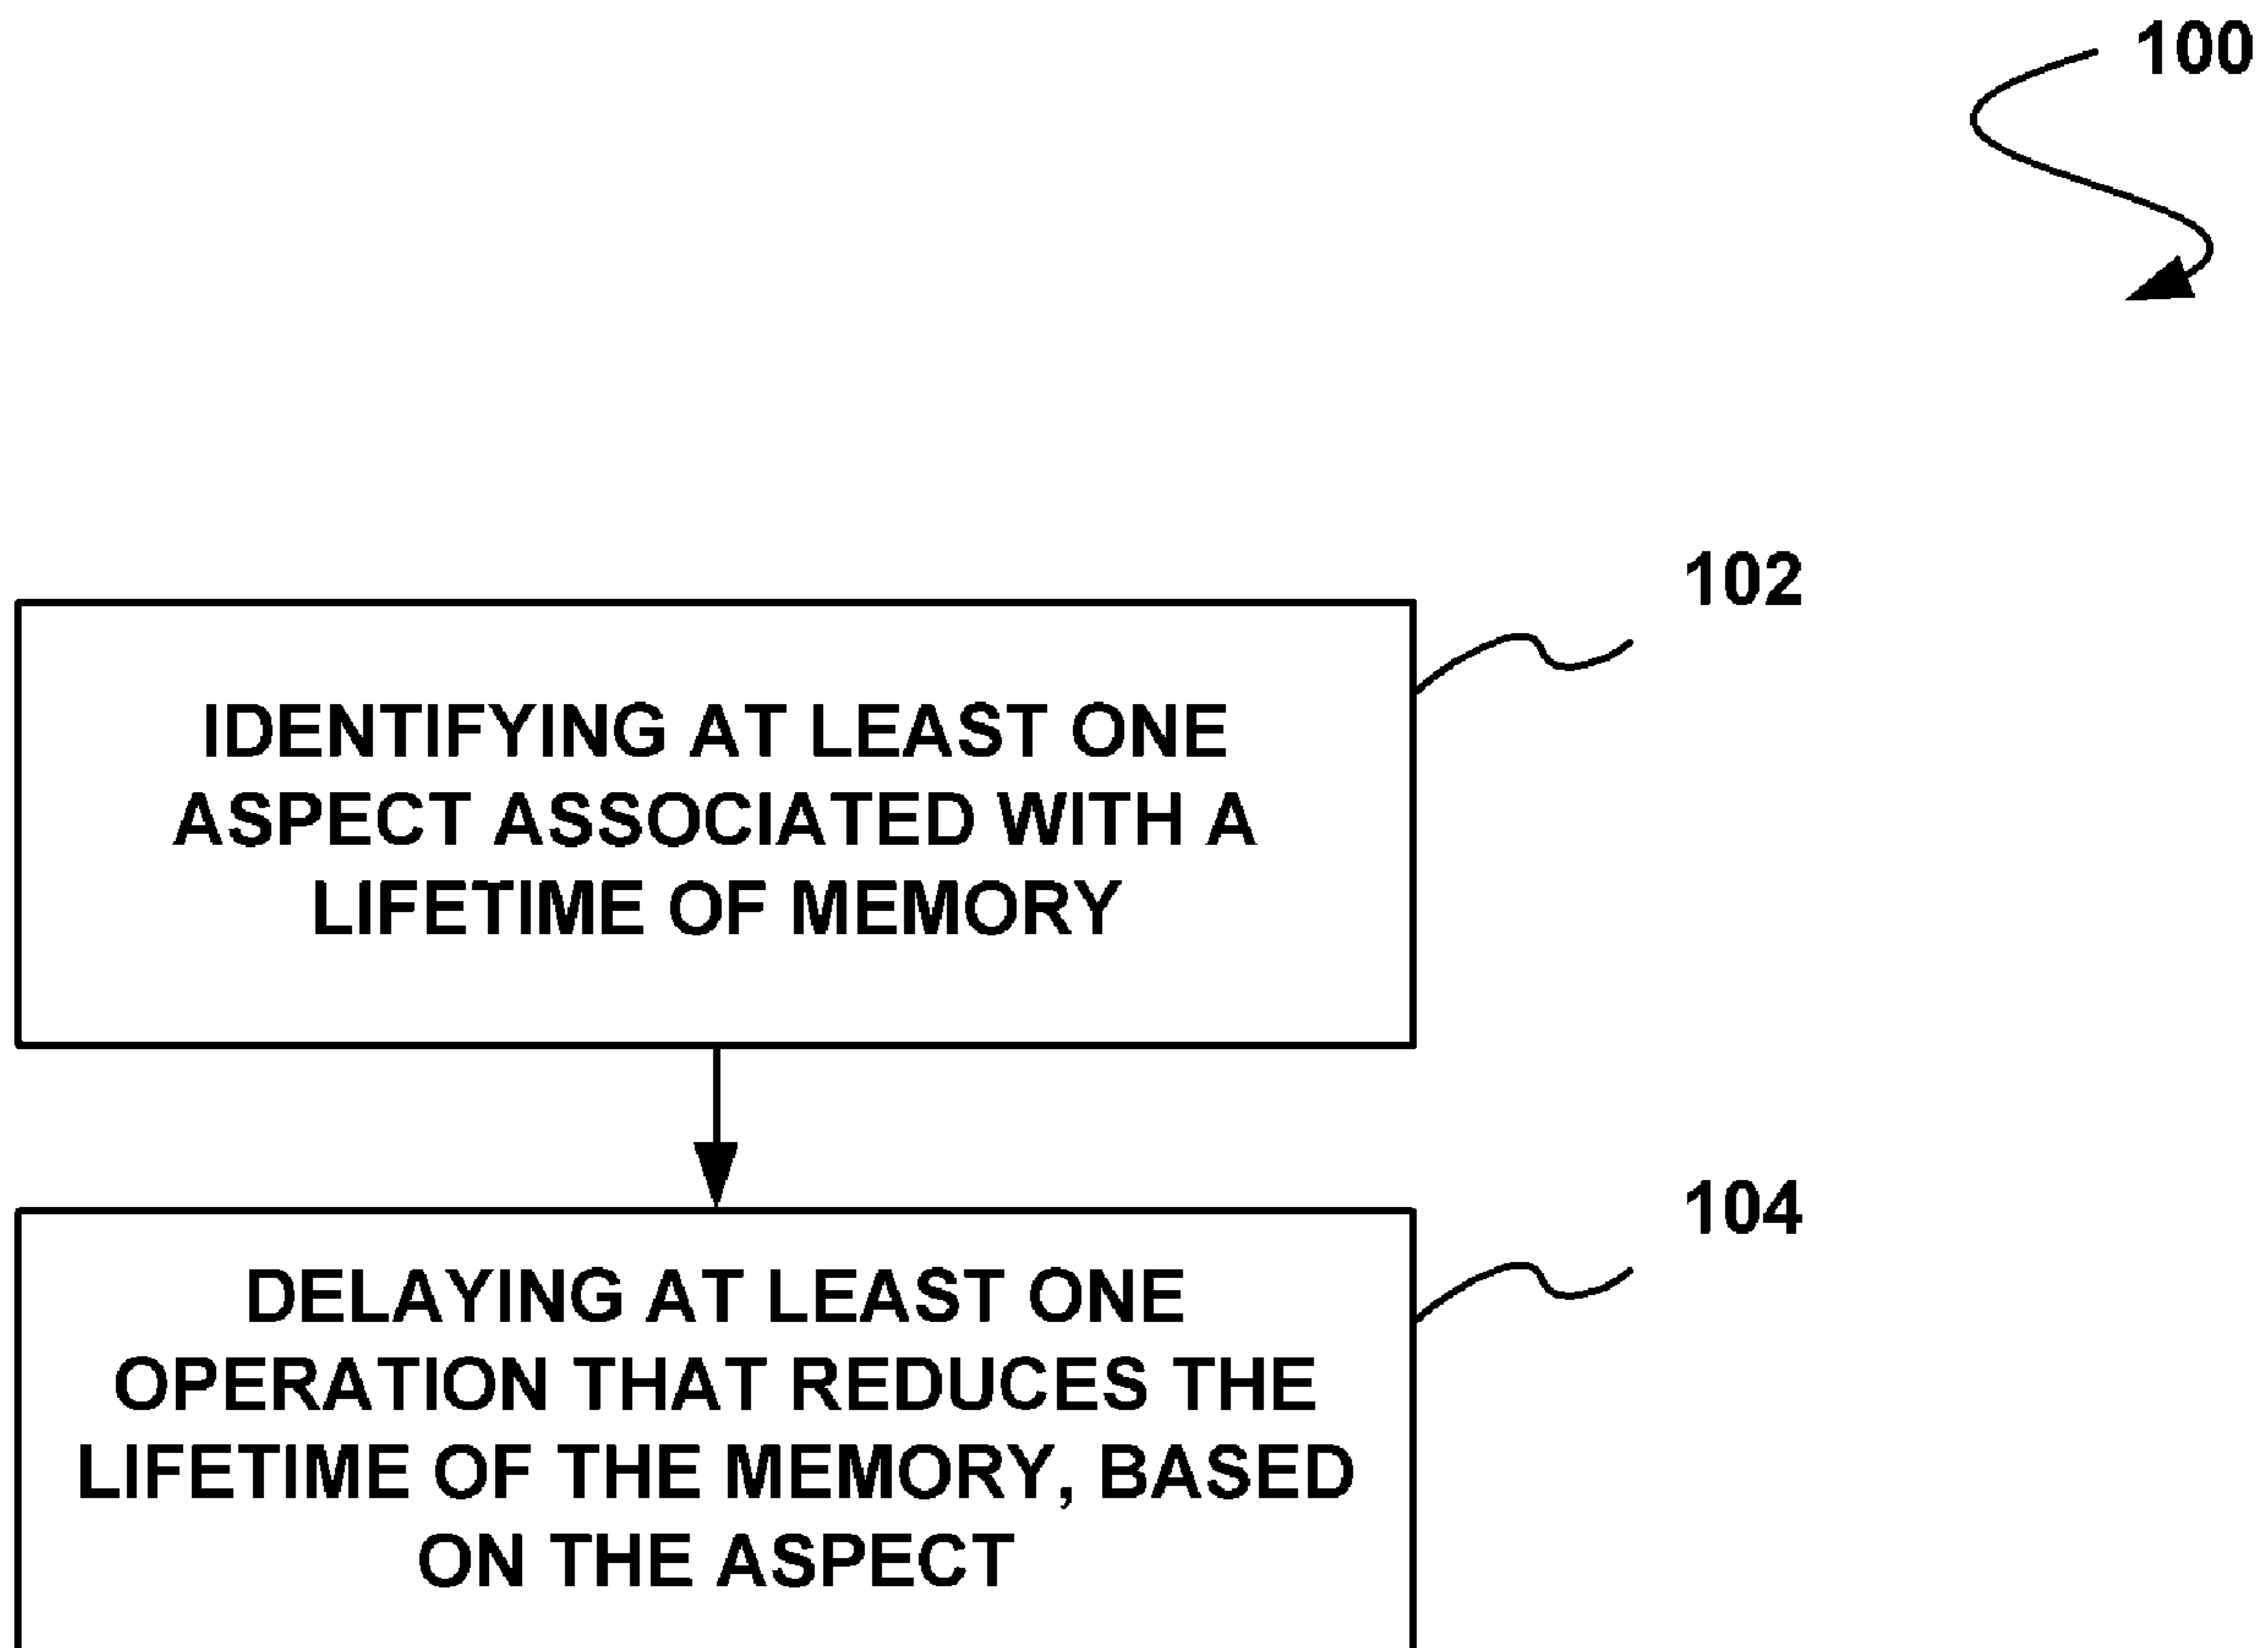 100
102
IDENTIFYING AT LEAST ONE
ASPECT ASSOCIATED WITH A
LIFETIME OF MEMORY
104
DELAYING AT LEAST ONE
OPERATION THAT REDUCES THE
LIFETIME OF THE MEMORY, BASED
ON THE ASPECT